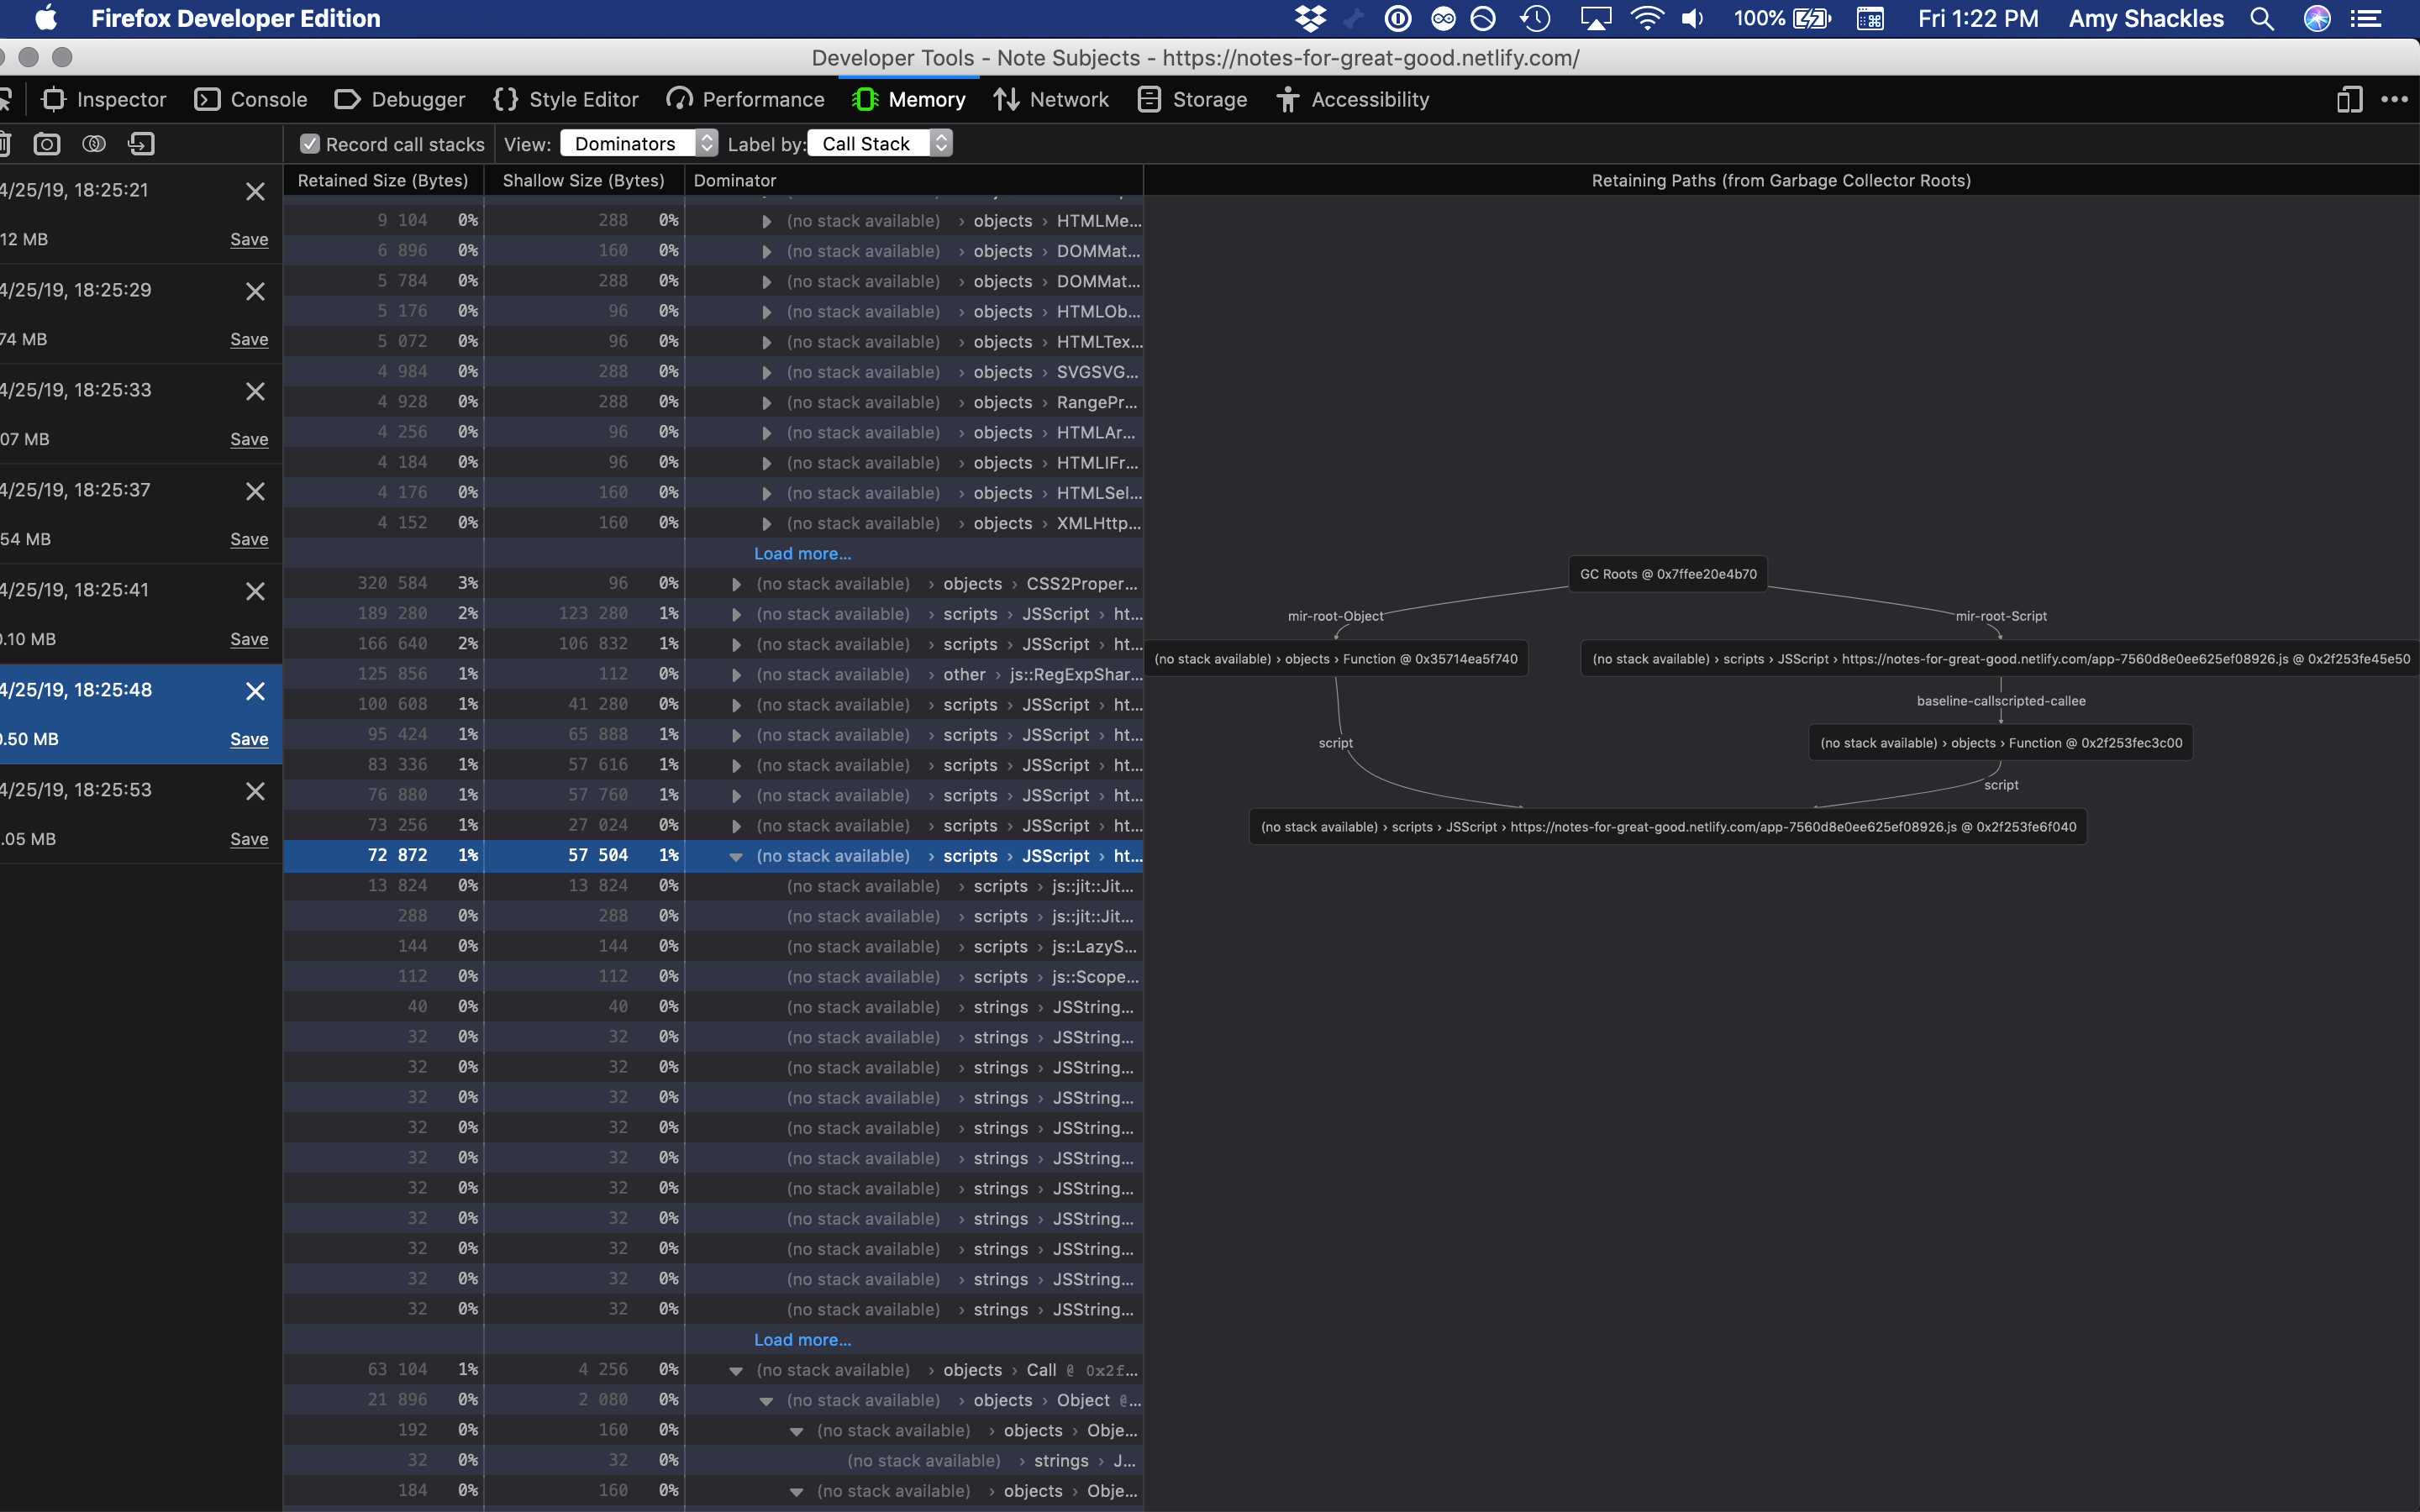 Firefox Developer Edition 100% Fri 1:22 PM Amy Shackles
Developer Tools - Note Subjects - https://notes-for-great-good.netlify.com/
Inspector Console Debugger Style Editor Performance Memory Network Storage Accessibility
Record call stacks View: Dominators Label by: Call Stack
4/25/19, 18:25:21
12 MB Save
4/25/19, 18:25:29
74 MB Save
4/25/19, 18:25:33
07 MB Save
4/25/19, 18:25:37
54 MB Save
4/25/19, 18:25:41
0.10 MB Save
4/25/19, 18:25:48
0.50 MB Save
4/25/19, 18:25:53
.05 MB Save
Retained Size (Bytes) Shallow Size (Bytes) Dominator
9 104 0% 288 0% (no stack available) › objects › HTMLMe...
6 896 0% 160 0% (no stack available) › objects › DOMMat...
5 784 0% 288 0% (no stack available) › objects › DOMMat...
5 176 0% 96 0% (no stack available) › objects › HTMLOb...
5 072 0% 96 0% (no stack available) › objects › HTMLTex...
4 984 0% 288 0% (no stack available) › objects › SVGSVG...
4 928 0% 288 0% (no stack available) › objects › RangePr...
4 256 0% 96 0% (no stack available) › objects › HTMLAr...
4 184 0% 96 0% (no stack available) › objects › HTMLIFr...
4 176 0% 160 0% (no stack available) › objects › HTMLSel...
4 152 0% 160 0% (no stack available) › objects › XMLHttp...
Load more...
320 584 3% 96 0% (no stack available) › objects › CSS2Proper...
189 280 2% 123 280 1% (no stack available) › scripts › JSScript › ht...
166 640 2% 106 832 1% (no stack available) › scripts › JSScript › ht...
125 856 1% 112 0% (no stack available) › other › js::RegExpShar...
100 608 1% 41 280 0% (no stack available) › scripts › JSScript › ht...
95 424 1% 65 888 1% (no stack available) › scripts › JSScript › ht...
83 336 1% 57 616 1% (no stack available) › scripts › JSScript › ht...
76 880 1% 57 760 1% (no stack available) › scripts › JSScript › ht...
73 256 1% 27 024 0% (no stack available) › scripts › JSScript › ht...
72 872 1% 57 504 1% (no stack available) › scripts › JSScript › ht...
13 824 0% 13 824 0% (no stack available) › scripts › js::jit::Jit...
288 0% 288 0% (no stack available) › scripts › js::jit::Jit...
144 0% 144 0% (no stack available) › scripts › js::LazyS...
112 0% 112 0% (no stack available) › scripts › js::Scope...
40 0% 40 0% (no stack available) › strings › JSString...
32 0% 32 0% (no stack available) › strings › JSString...
32 0% 32 0% (no stack available) › strings › JSString...
32 0% 32 0% (no stack available) › strings › JSString...
32 0% 32 0% (no stack available) › strings › JSString...
32 0% 32 0% (no stack available) › strings › JSString...
32 0% 32 0% (no stack available) › strings › JSString...
32 0% 32 0% (no stack available) › strings › JSString...
32 0% 32 0% (no stack available) › strings › JSString...
32 0% 32 0% (no stack available) › strings › JSString...
32 0% 32 0% (no stack available) › strings › JSString...
Load more...
63 104 1% 4 256 0% (no stack available) › objects › Call @ 0x2f...
21 896 0% 2 080 0% (no stack available) › objects › Object @...
192 0% 160 0% (no stack available) › objects › Obje...
32 0% 32 0% (no stack available) › strings › J...
184 0% 160 0% (no stack available) › objects › Obje...
Retaining Paths (from Garbage Collector Roots)
GC Roots @ 0x7ffee20e4b70
mir-root-Object mir-root-Script
(no stack available) › objects › Function @ 0x35714ea5f740
(no stack available) › scripts › JSScript › https://notes-for-great-good.netlify.com/app-7560d8e0ee625ef08926.js @ 0x2f253fe45e50
baseline-callscripted-callee
script
(no stack available) › objects › Function @ 0x2f253fec3c00
script
(no stack available) › scripts › JSScript › https://notes-for-great-good.netlify.com/app-7560d8e0ee625ef08926.js @ 0x2f253fe6f040